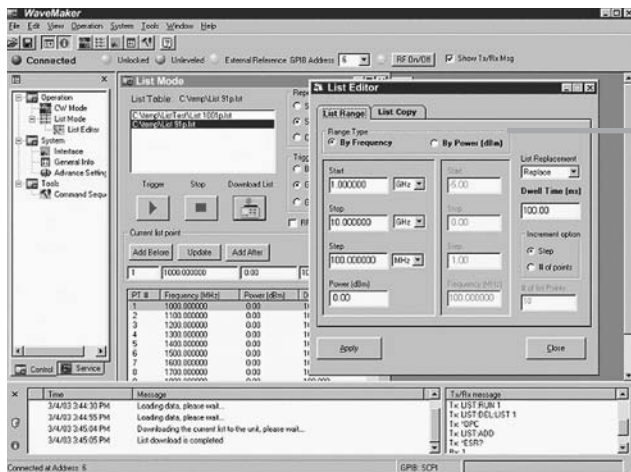 WaveMaker
File Edit View Operation System Tools Window Help
Connected Unlocked Unleveled External Reference GPIB Address 6 RF On/Off Show Tx/Rx Msg
Operation
CW Mode
List Mode
List Editor
System
Interface
General Info
Advance Setting
Tools
Command Sequ
Control Service
List Mode
List Table C:\temp\List 91p.lst
C:\temp\List 91p.lst
Trigger Stop Download List
Current list point
Add Before Update Add After
1 1000.000000 0.00
PT # Frequency (MHz) Power (dBm)
1 1000.000000 0.00
2 1100.000000 0.00
3 1200.000000 0.00
4 1300.000000 0.00
5 1400.000000 0.00
6 1500.000000 0.00
7 1600.000000 0.00
8 1700.000000 0.00
List Editor
List Range List Copy
Range Type
By Frequency By Power (dBm)
Start
1.000000 GHz
Stop
10.000000 GHz
Step
100.000000 MHz
Power (dBm)
0.00
Start
-5.00
Stop
0.00
Step
1.00
Frequency (MHz)
100.000000
List Replacement
Replace
Dwell Time [ms]
100.00
Increment option
Step
# of points
# of list Points
10
Apply Close
Time Message
3/4/03 3:44:30 PM Loading data, please wait...
3/4/03 3:44:55 PM Loading data, please wait...
3/4/03 3:45:04 PM Downloading the current list to the unit, please wait...
3/4/03 3:45:05 PM List download is completed
Tx/Rx message
Tx: LIST:RUN 1
Tx: LIST:DEL:LIST 1
Tx: *OPC
Tx: LIST:ADD
Tx: *ESR?
Rx: 1
Connected at Address: 6 GPIB: SCPI